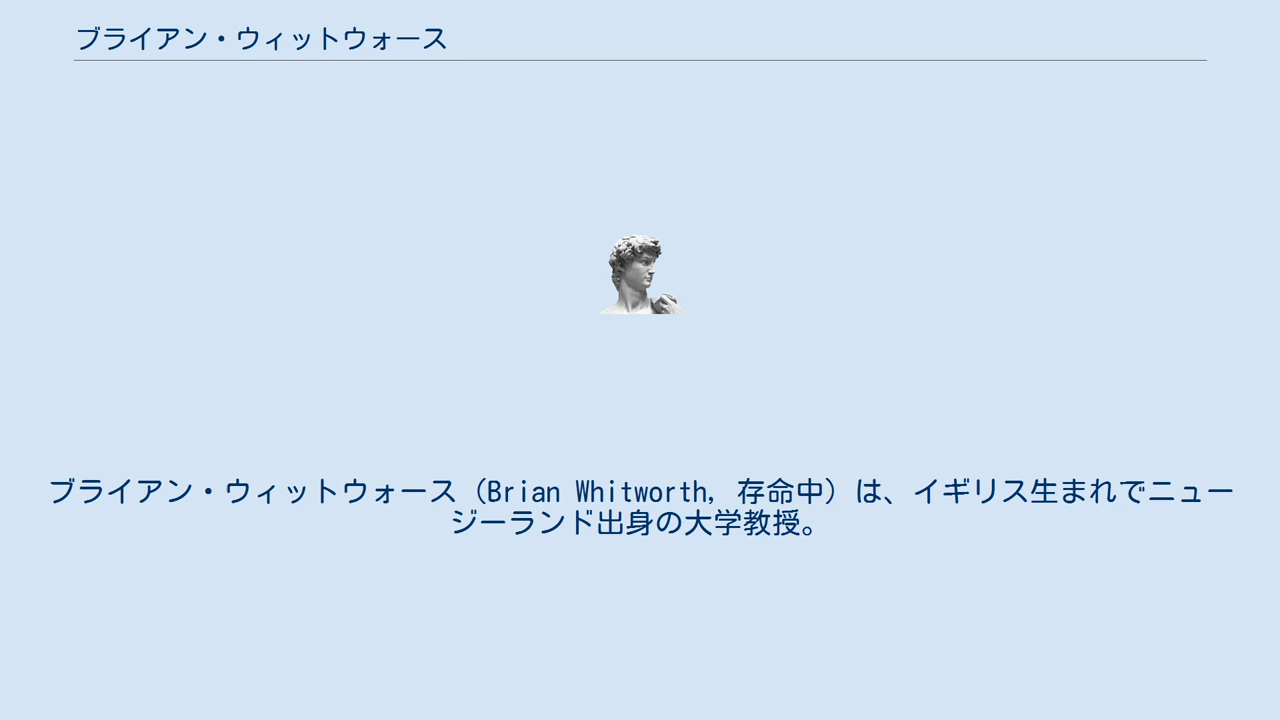 ブライアン・ウィットウォース
ブライアン・ウィットウォース（Brian Whitworth, 存命中）は、イギリス生まれでニュー
ジーランド出身の大学教授。